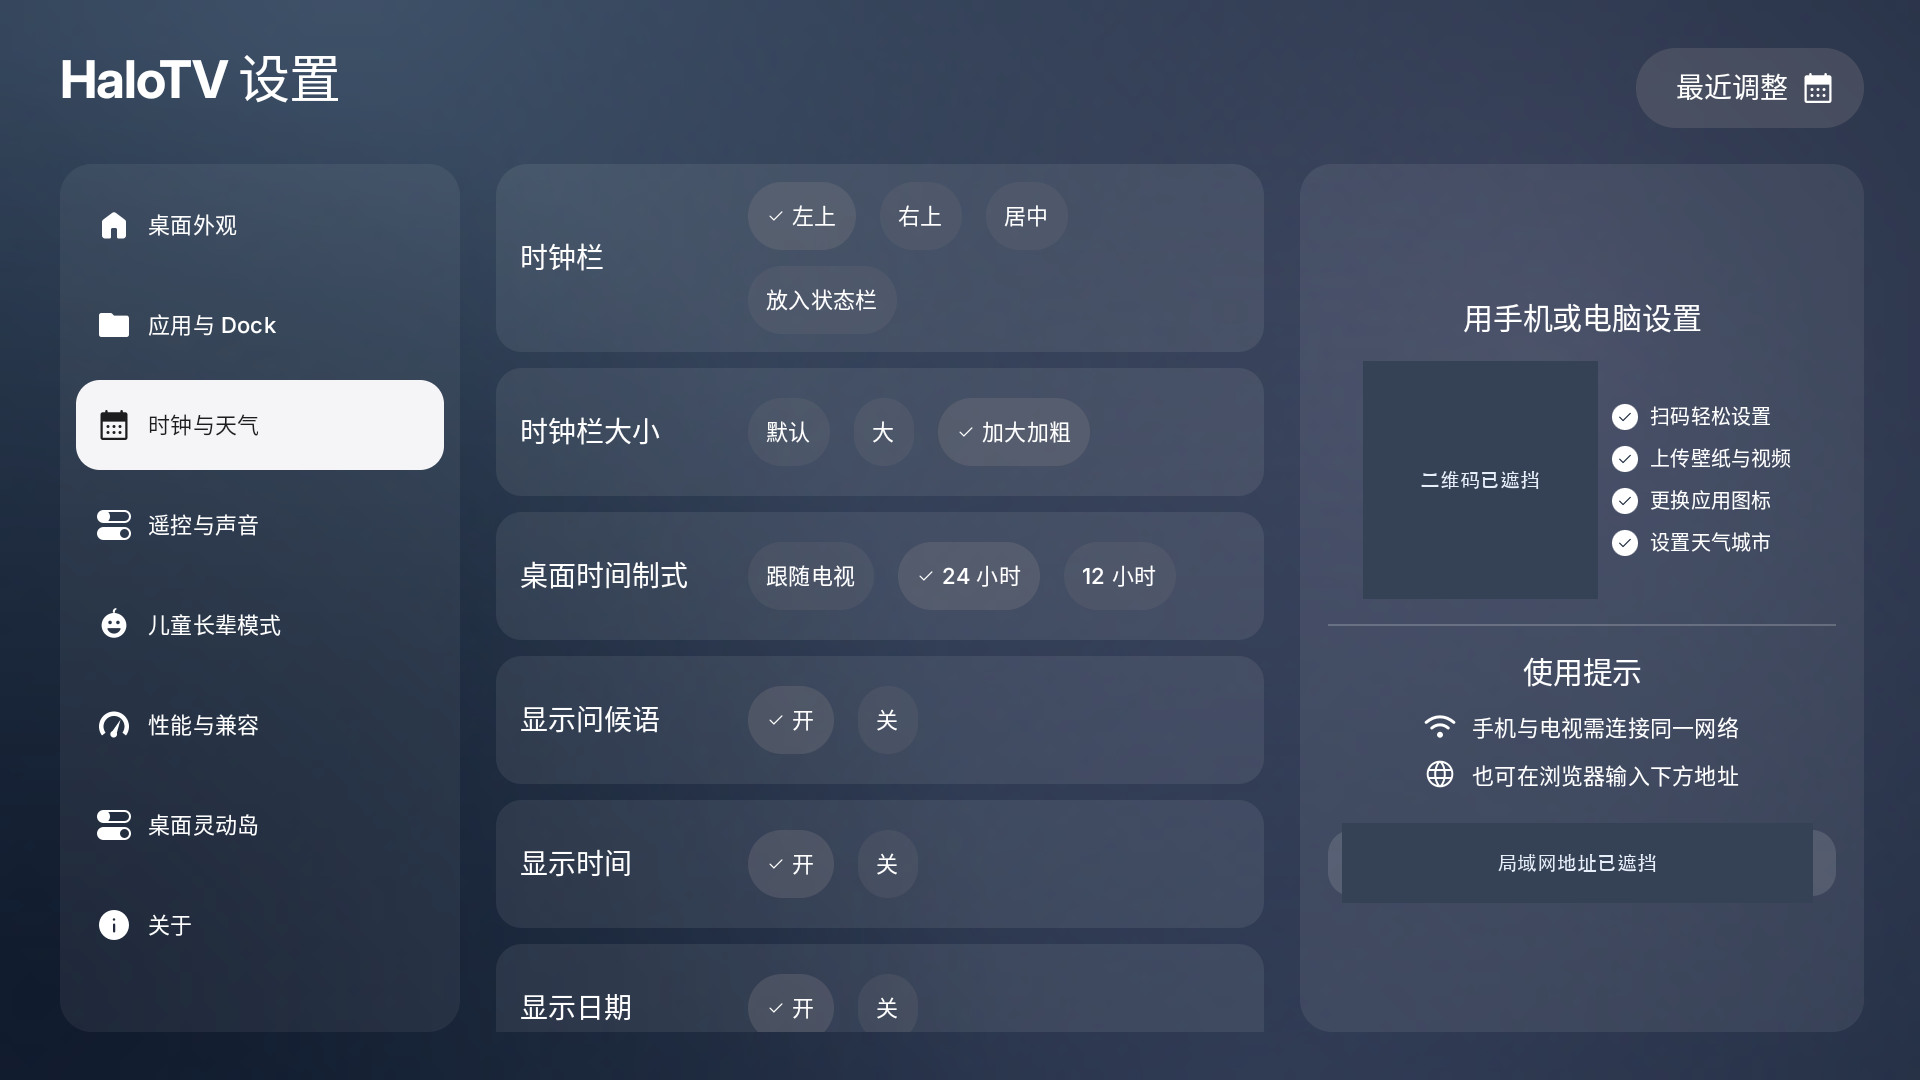 HaloTV 设置
最近调整
桌面外观
应用与 Dock
时钟与天气
遥控与声音
儿童长辈模式
性能与兼容
桌面灵动岛
关于
时钟栏
左上 右上 居中
放入状态栏
时钟栏大小 默认 大 加大加粗
桌面时间制式 跟随电视 24 小时 12 小时
显示问候语 开 关
显示时间 开 关
显示日期 开 关
用手机或电脑设置
二维码已遮挡
扫码轻松设置
上传壁纸与视频
更换应用图标
设置天气城市
使用提示
手机与电视需连接同一网络
也可在浏览器输入下方地址
局域网地址已遮挡